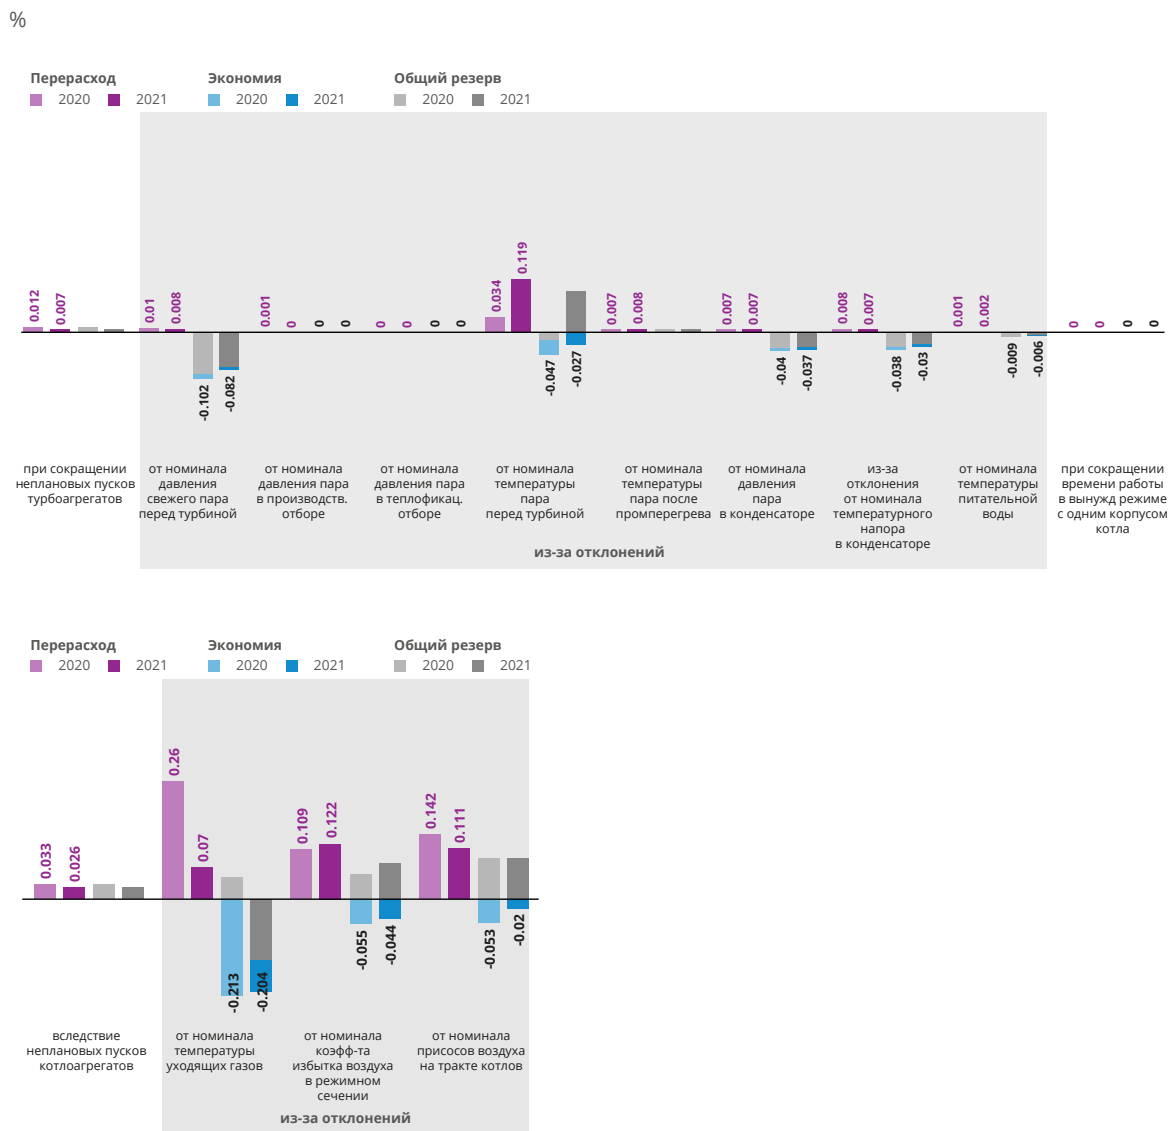 %
Перерасход Экономия Общий резерв
2020 2021 2020 2021 2020 2021
0.012 0.007 0.01 0.008 0.001 0 0 0 0 0 0 0 0.034 0.119 0.007 0.008 0.007 0.007 0.008 0.007 0.001 0.002 0 0 0 0
-0.102 -0.082 -0.047 -0.027 -0.04 -0.037 -0.038 -0.03 -0.009 -0.006
при сокращении
неплановых пусков
турбоагрегатов
от номинала
давления
свежего пара
перед турбиной
от номинала
давления пара
в производств.
отборе
от номинала
давления пара
в теплофикац.
отборе
от номинала
температуры
пара
перед турбиной
от номинала
температуры
пара после
промперегрева
от номинала
давления
пара
в конденсаторе
из-за
отклонения
от номинала
температурного
напора
в конденсаторе
от номинала
температуры
питательной
воды
при сокращении
времени работы
в вынужд режиме
с одним корпусом
котла
из-за отклонений
Перерасход Экономия Общий резерв
2020 2021 2020 2021 2020 2021
0.033 0.026 0.26 0.07 0.109 0.122 0.142 0.111
-0.213 -0.204 -0.055 -0.044 -0.053 -0.02
вследствие
неплановых пусков
котлоагрегатов
от номинала
температуры
уходящих газов
от номинала
коэфф-та
избытка воздуха
в режимном
сечении
от номинала
присосов воздуха
на тракте котлов
из-за отклонений